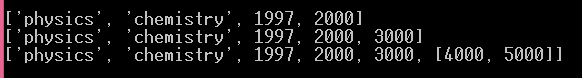 ['physics', 'chemistry', 1997, 2000]
['physics', 'chemistry', 1997, 2000, 3000]
['physics', 'chemistry', 1997, 2000, 3000, [4000, 5000]]